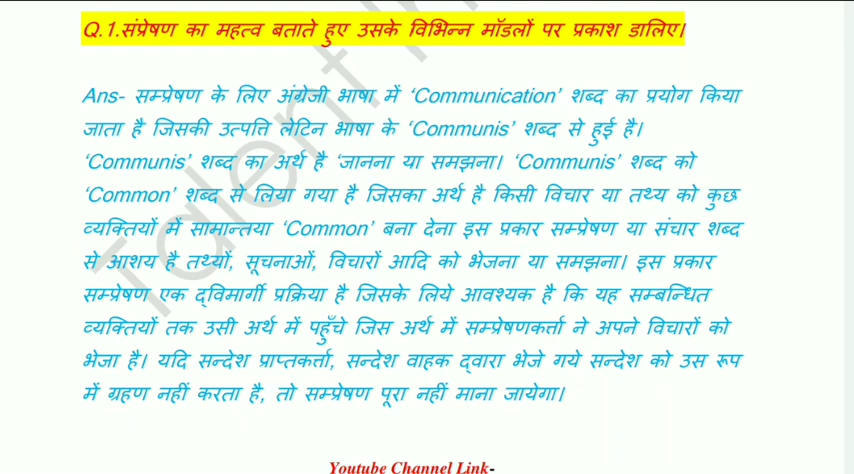 Q.1.संप्रेषण का महत्व बताते हुए उसके विभिन्न मॉडलों पर प्रकाश डालिए।
Ans- सम्प्रेषण के लिए अंग्रेजी भाषा में ‘Communication’ शब्द का प्रयोग किया
जाता है जिसकी उत्पत्ति लेटिन भाषा के ‘Communis’ शब्द से हुई है।
‘Communis’ शब्द का अर्थ है ‘जानना या समझना। ‘Communis’ शब्द को
‘Common’ शब्द से लिया गया है जिसका अर्थ है किसी विचार या तथ्य को कुछ
व्यक्तियों में सामान्तया ‘Common’ बना देना इस प्रकार सम्प्रेषण या संचार शब्द
से आशय है तथ्यों, सूचनाओं, विचारों आदि को भेजना या समझना। इस प्रकार
सम्प्रेषण एक द्विमार्गी प्रक्रिया है जिसके लिये आवश्यक है कि यह सम्बन्धित
व्यक्तियों तक उसी अर्थ में पहुँचे जिस अर्थ में सम्प्रेषणकर्त्ता ने अपने विचारों को
भेजा है। यदि सन्देश प्राप्तकर्त्ता, सन्देश वाहक द्वारा भेजे गये सन्देश को उस रूप
में ग्रहण नहीं करता है, तो सम्प्रेषण पूरा नहीं माना जायेगा।
Talent
Youtube Channel Link-